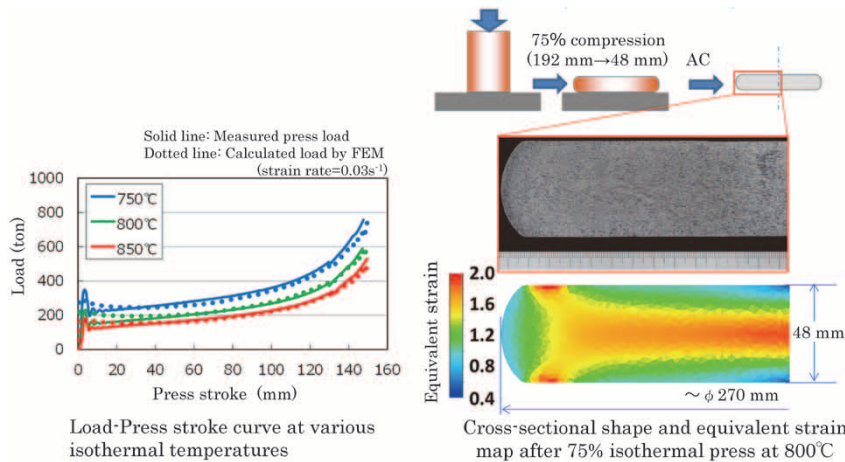 75% compression
(192 mm→48 mm)
AC
Solid line: Measured press load
Dotted line: Calculated load by FEM
(strain rate=0.03s⁻¹)
1000
800
600
400
200
0
Load (ton)
750℃
800℃
850℃
0 20 40 60 80 100 120 140 160
Press stroke (mm)
Load-Press stroke curve at various
isothermal temperatures
Equivalent strain
2.0
1.6
1.2
0.8
0.4
48 mm
～ϕ270 mm
Cross-sectional shape and equivalent strain
map after 75% isothermal press at 800℃